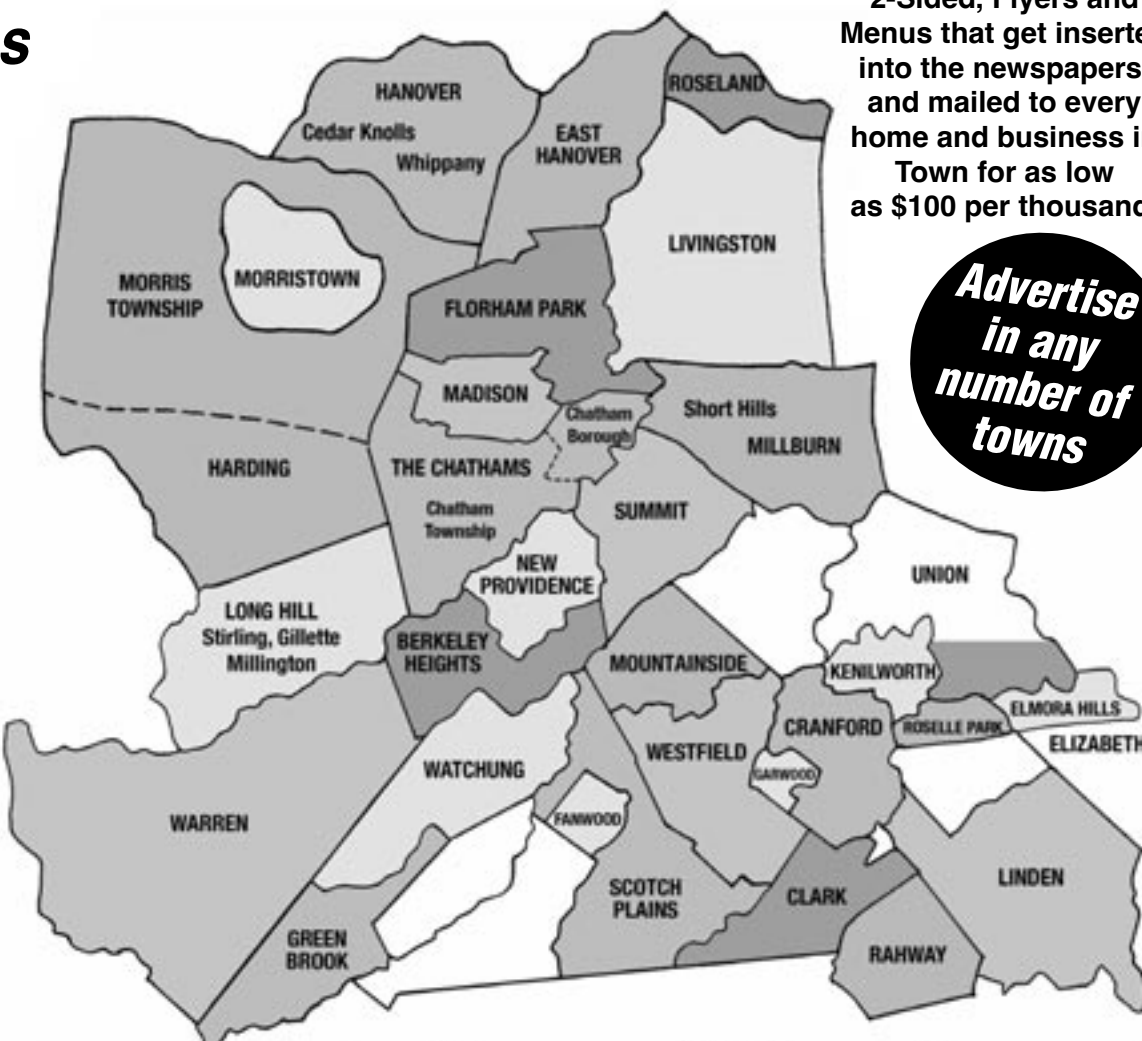 s
2-Sided, Flyers and
Menus that get inserte
into the newspapers
and mailed to every
home and business i
Town for as low
as $100 per thousand
Advertise
in any
number of
towns
HANOVER
Cedar Knolls
Whippany
EAST
HANOVER
ROSELAND
LIVINGSTON
MORRIS
TOWNSHIP
MORRISTOWN
FLORHAM PARK
MADISON
Chatham
Borough
Short Hills
MILLBURN
HARDING
THE CHATHAMS
Chatham
Township
SUMMIT
NEW
PROVIDENCE
UNION
LONG HILL
Stirling, Gillette
Millington
BERKELEY
HEIGHTS
MOUNTAINSIDE
KENILWORTH
ELMORA HILLS
ROSELLE PARK
ELIZABETH
CRANFORD
WESTFIELD
GARWOOD
WATCHUNG
WARREN
FANWOOD
SCOTCH
PLAINS
CLARK
LINDEN
GREEN
BROOK
RAHWAY